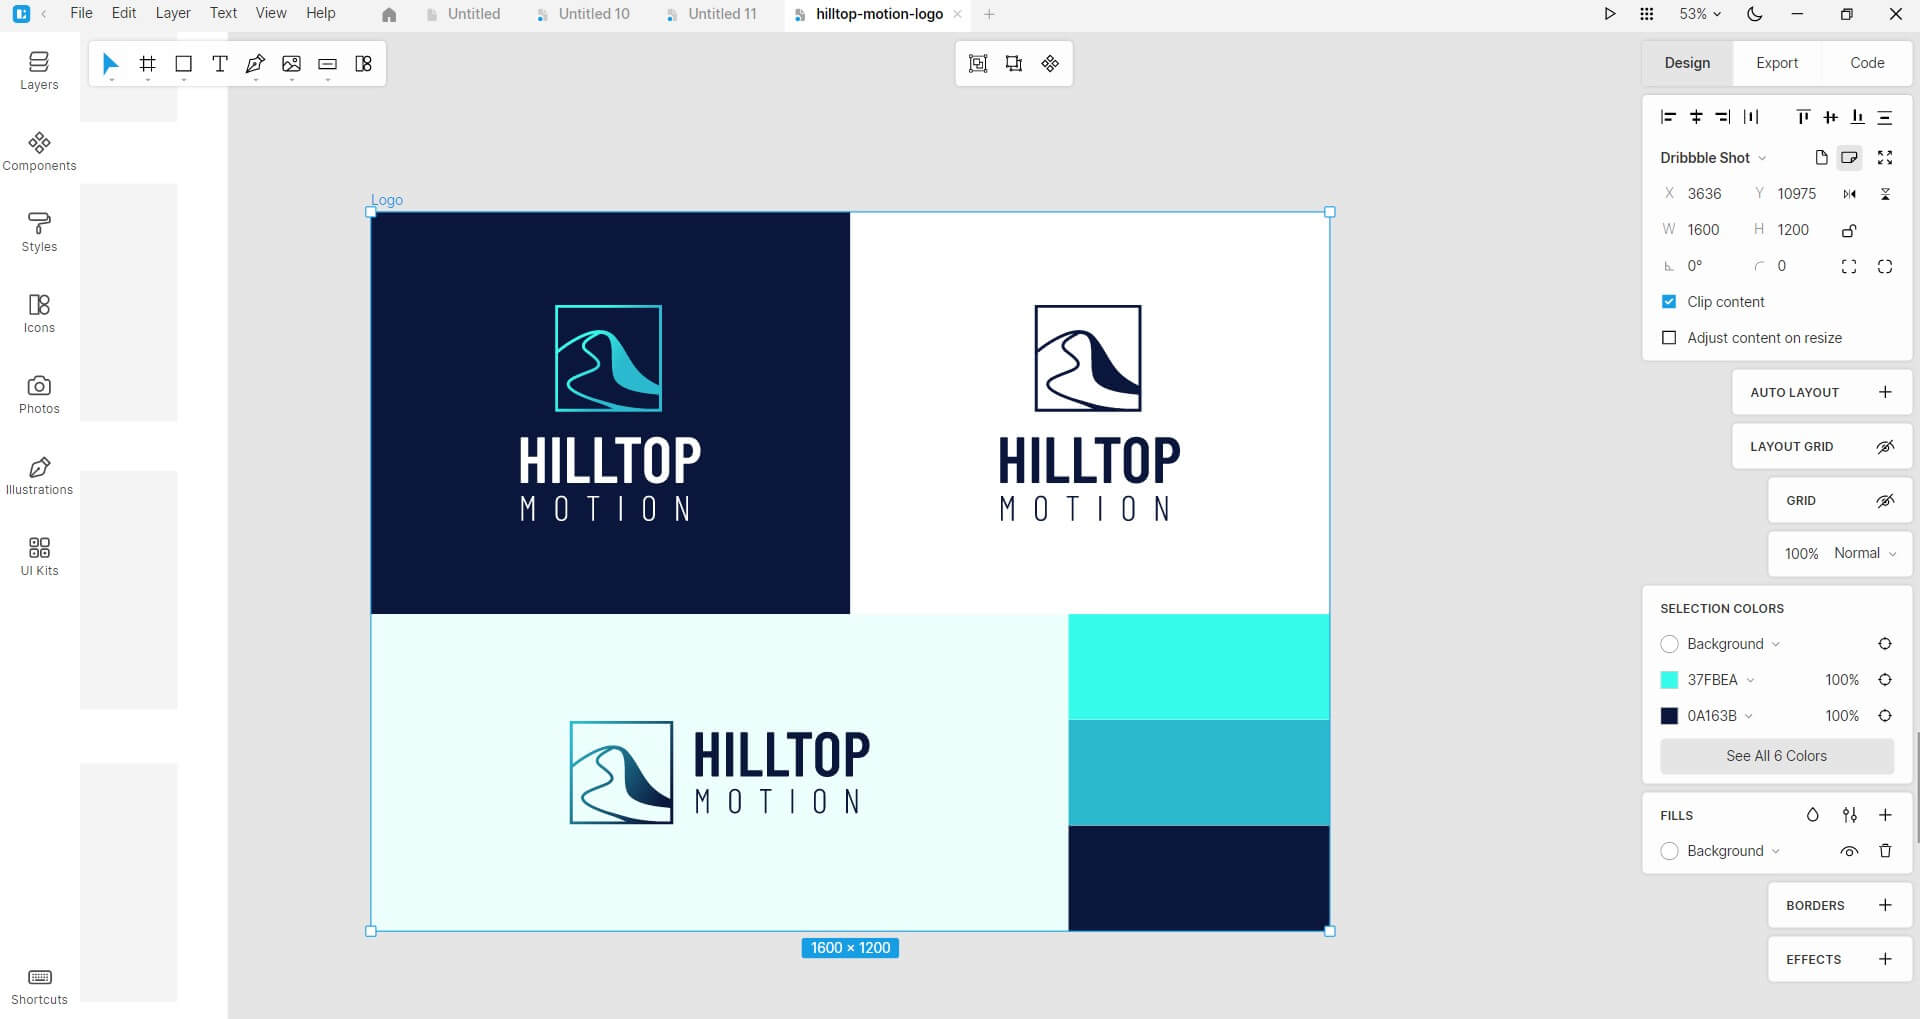 File Edit Layer Text View Help
Untitled
Untitled 10
Untitled 11
hilltop-motion-logo
53%
Layers
Components
Styles
Icons
Photos
Illustrations
UI Kits
Shortcuts
Logo
HILLTOP
MOTION
HILLTOP
MOTION
HILLTOP
MOTION
1600 × 1200
Design Export Code
Dribbble Shot
X 3636 Y 10975
W 1600 H 1200
0° 0
Clip content
Adjust content on resize
AUTO LAYOUT
LAYOUT GRID
GRID
100% Normal
SELECTION COLORS
Background
37FBEA 100%
0A163B 100%
See All 6 Colors
FILLS
Background
BORDERS
EFFECTS